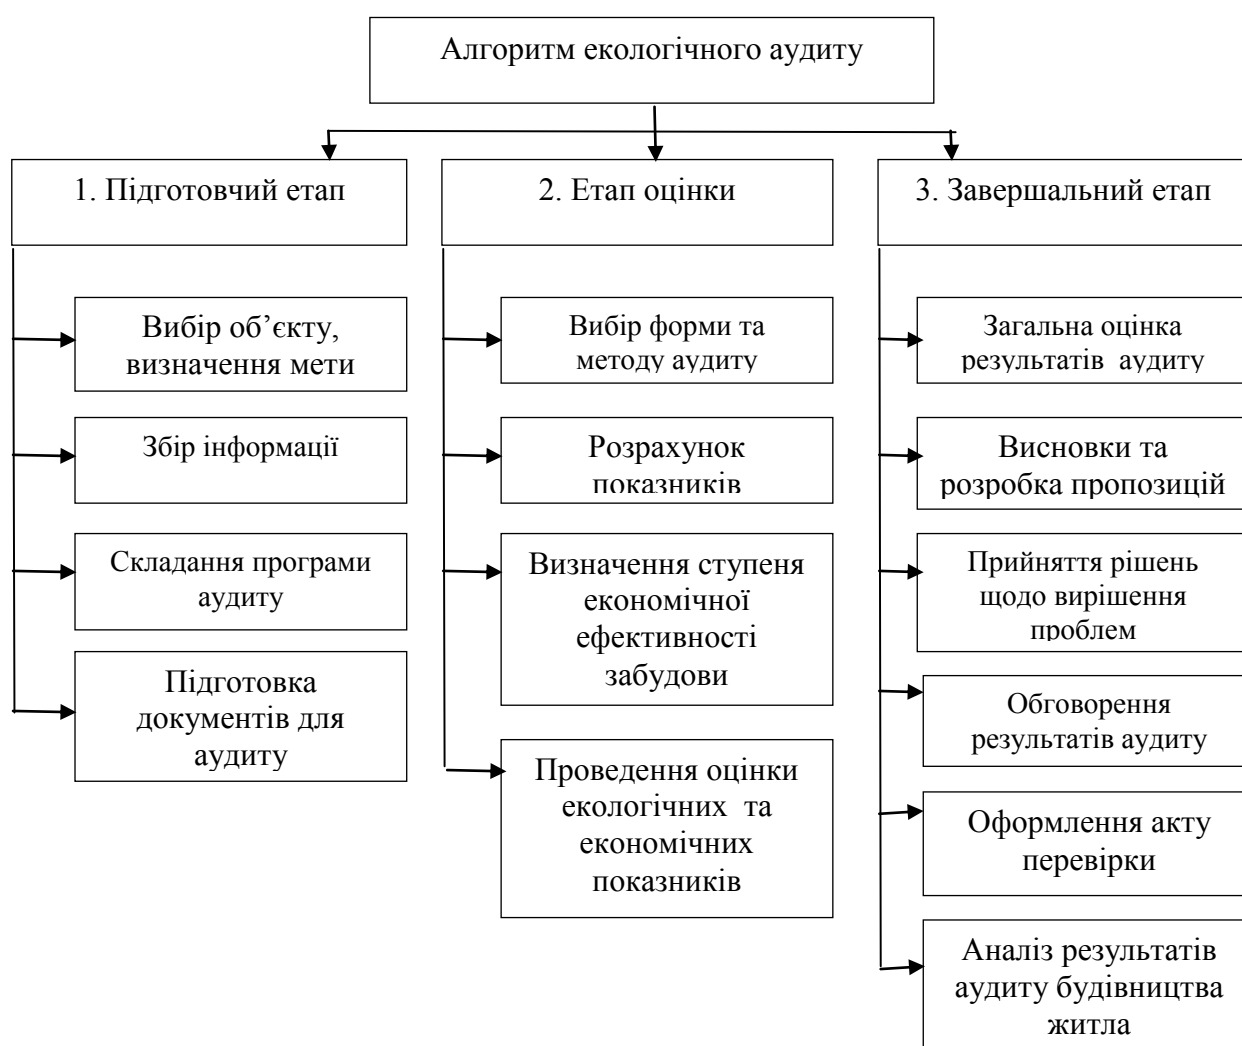 Алгоритм екологічного аудиту
1. Підготовчий етап
Вибір об’єкту,
визначення мети
Збір інформації
Складання програми
аудиту
Підготовка
документів для
аудиту
2. Етап оцінки
Вибір форми та
методу аудиту
Розрахунок
показників
Визначення ступеня
економічної
ефективності
забудови
Проведення оцінки
екологічних та
економічних
показників
3. Завершальний етап
Загальна оцінка
результатів аудиту
Висновки та
розробка пропозицій
Прийняття рішень
щодо вирішення
проблем
Обговорення
результатів аудиту
Оформлення акту
перевірки
Аналіз результатів
аудиту будівництва
житла